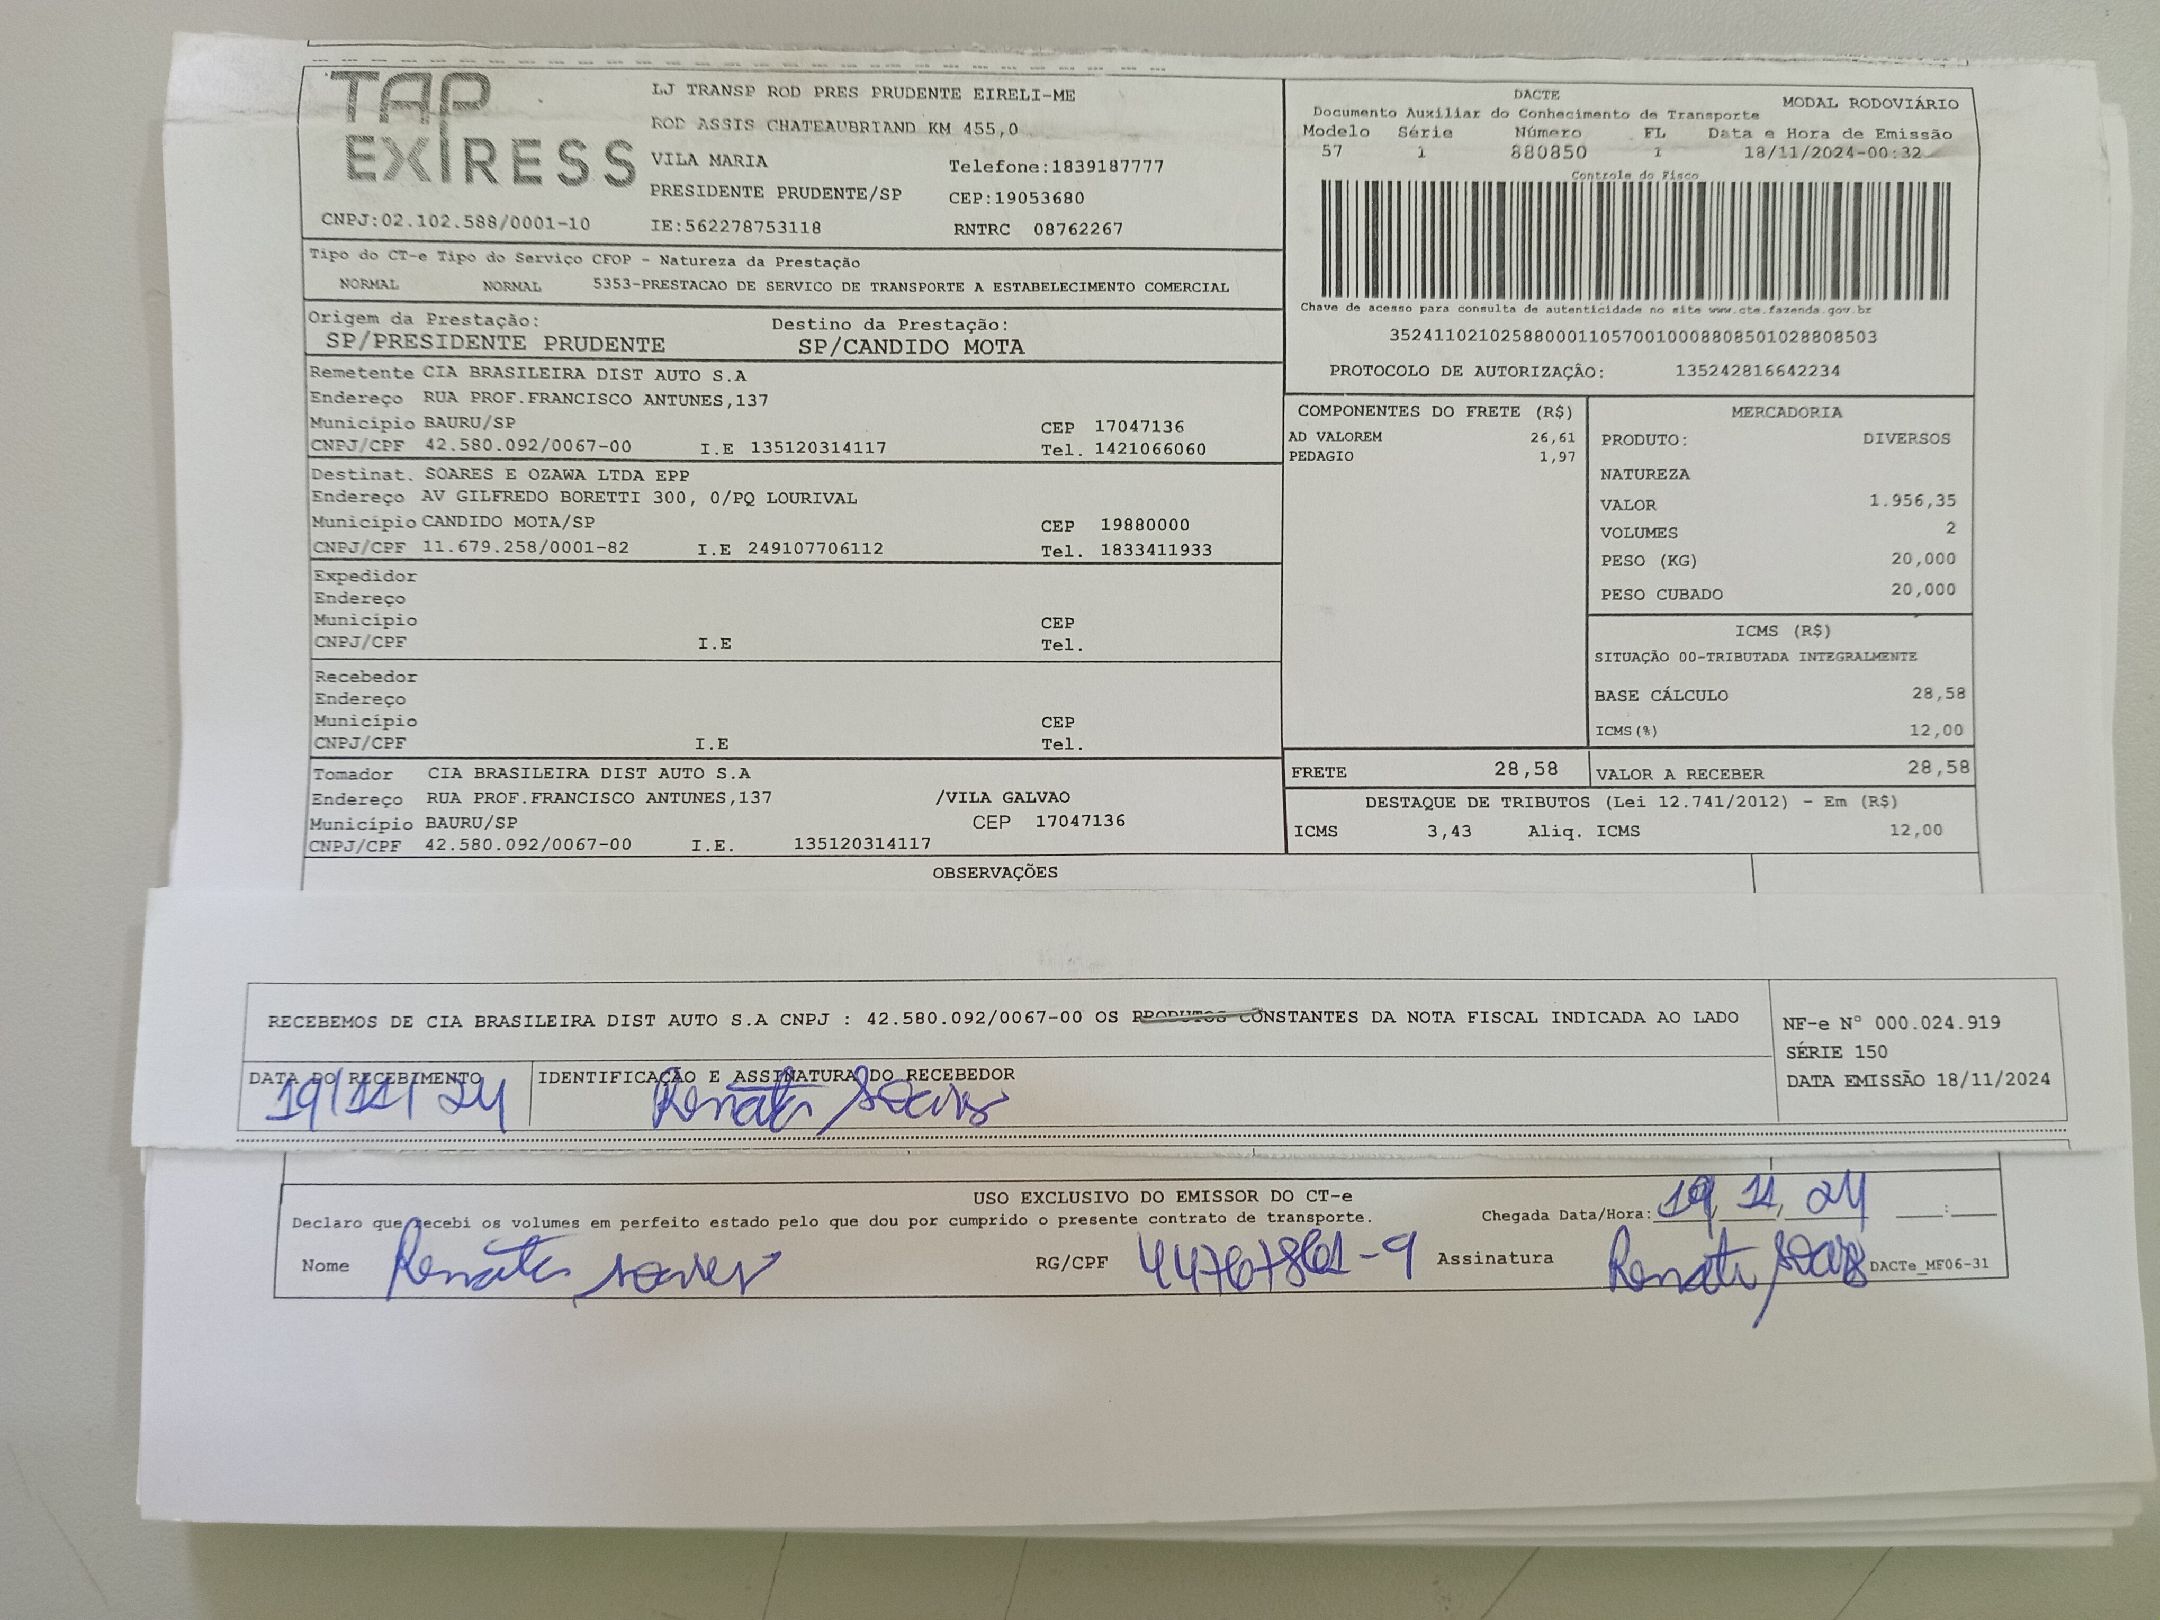 TAP
EXPRESS
LJ TRANSP ROD PRES PRUDENTE EIRELI-ME
ROD ASSIS CHATEAUBRIAND KM 455,0
VILA MARIA Telefone:1839187777
PRESIDENTE PRUDENTE/SP CEP:19053680
CNPJ:02.102.588/0001-10 IE:562278753118 RNTRC 08762267
DACTE
MODAL RODOVIÁRIO
Documento Auxiliar do Conhecimento de Transporte
Modelo Série Número FL Data e Hora de Emissão
57 1 880850 1 18/11/2024-00:32
Controle do Fisco
Chave de acesso para consulta de autenticidade no site www.cte.fazenda.gov.br
35241102102588000110570010008808501028808503
PROTOCOLO DE AUTORIZAÇÃO: 135242816642234
Tipo do CT-e Tipo do Serviço CFOP - Natureza da Prestação
NORMAL NORMAL 5353-PRESTACAO DE SERVICO DE TRANSPORTE A ESTABELECIMENTO COMERCIAL
Origem da Prestação: Destino da Prestação:
SP/PRESIDENTE PRUDENTE SP/CANDIDO MOTA
Remetente CIA BRASILEIRA DIST AUTO S.A
Endereço RUA PROF.FRANCISCO ANTUNES,137
Município BAURU/SP CEP 17047136
CNPJ/CPF 42.580.092/0067-00 I.E 135120314117 Tel. 1421066060
Destinat. SOARES E OZAWA LTDA EPP
Endereço AV GILFREDO BORETTI 300, 0/PQ LOURIVAL
Município CANDIDO MOTA/SP CEP 19880000
CNPJ/CPF 11.679.258/0001-82 I.E 249107706112 Tel. 1833411933
Expedidor
Endereço
Município CEP
CNPJ/CPF I.E Tel.
Recebedor
Endereço
Município CEP
CNPJ/CPF I.E Tel.
Tomador CIA BRASILEIRA DIST AUTO S.A
Endereço RUA PROF.FRANCISCO ANTUNES,137 /VILA GALVAO
Município BAURU/SP CEP 17047136
CNPJ/CPF 42.580.092/0067-00 I.E. 135120314117
COMPONENTES DO FRETE (R$)
AD VALOREM 26,61
PEDAGIO 1,97
MERCADORIA
PRODUTO: DIVERSOS
NATUREZA
VALOR 1.956,35
VOLUMES 2
PESO (KG) 20,000
PESO CUBADO 20,000
ICMS (R$)
SITUAÇÃO 00-TRIBUTADA INTEGRALMENTE
BASE CÁLCULO 28,58
ICMS(%) 12,00
FRETE 28,58 VALOR A RECEBER 28,58
DESTAQUE DE TRIBUTOS (Lei 12.741/2012) - Em (R$)
ICMS 3,43 Aliq. ICMS 12,00
OBSERVAÇÕES
RECEBEMOS DE CIA BRASILEIRA DIST AUTO S.A CNPJ : 42.580.092/0067-00 OS PRODUTOS CONSTANTES DA NOTA FISCAL INDICADA AO LADO
NF-e Nº 000.024.919
SÉRIE 150
DATA EMISSÃO 18/11/2024
DATA DO RECEBIMENTO IDENTIFICAÇÃO E ASSINATURA DO RECEBEDOR
19/11/24 Renata Soares
USO EXCLUSIVO DO EMISSOR DO CT-e
Declaro que recebi os volumes em perfeito estado pelo que dou por cumprido o presente contrato de transporte. Chegada Data/Hora: 19, 11, 24 :
Nome Renata Soares RG/CPF 44767861-9 Assinatura Renata Soares DACTe_MF06-31